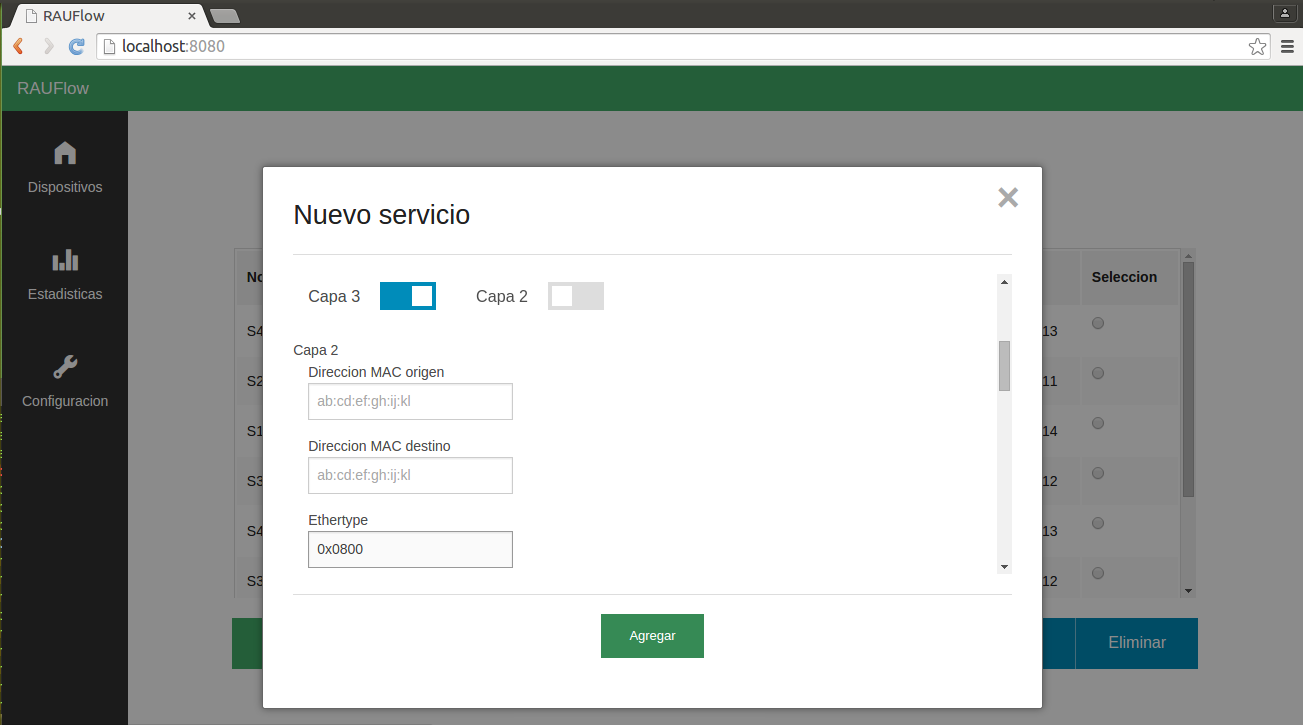 RAUFlow
localhost:8080
RAUFlow
Dispositivos
Estadisticas
Configuracion
Nuevo servicio
Capa 3 Capa 2
Capa 2
Direccion MAC origen
ab:cd:ef:gh:ij:kl
Direccion MAC destino
ab:cd:ef:gh:ij:kl
Ethertype
0x0800
Agregar
Seleccion
S4 13
S2 11
S1 14
S3 12
S4 13
S3 12
Eliminar